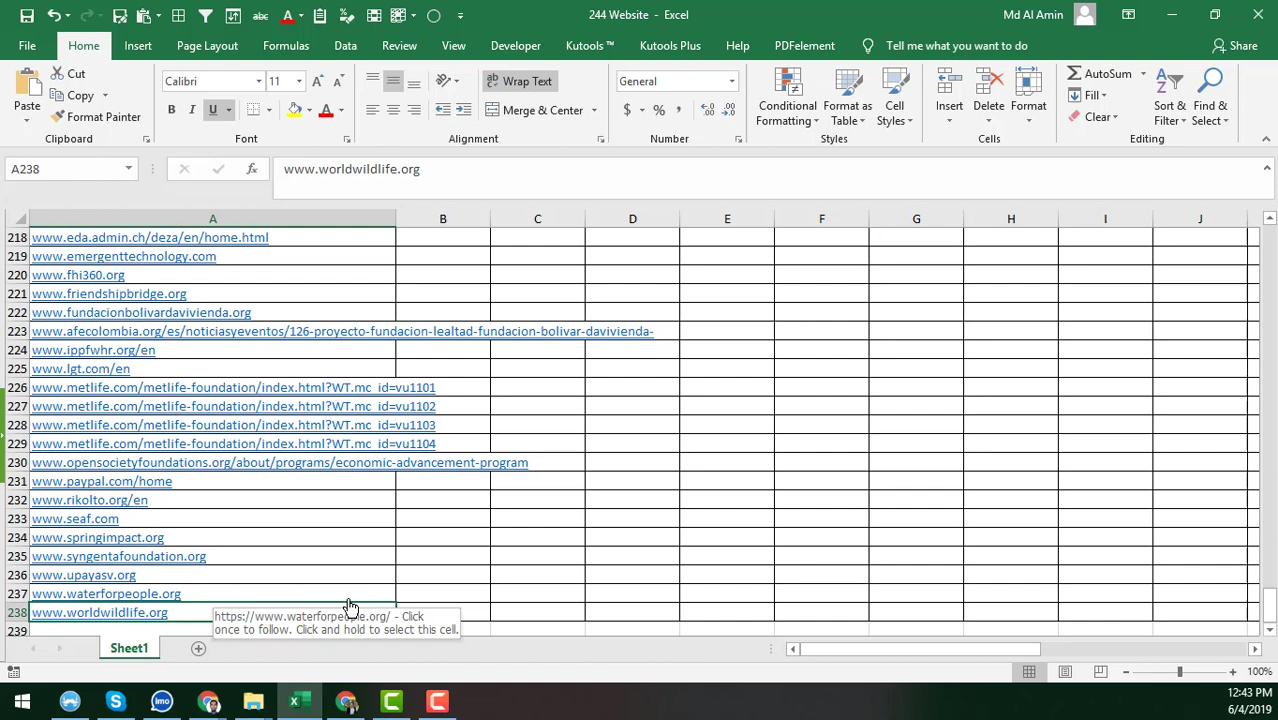 244 Website - Excel
Md Al Amin
File Home Insert Page Layout Formulas Data Review View Developer Kutools ™ Kutools Plus Help PDFelement Tell me what you want to do Share
Paste
Cut
Copy
Format Painter
Clipboard
Calibri 11
B I U
Font
Wrap Text
Merge & Center
Alignment
General
$ % ,
Number
Conditional Formatting
Format as Table
Cell Styles
Styles
Insert Delete Format
Cells
AutoSum
Fill
Clear
Sort & Filter
Find & Select
Editing
A238 fx www.worldwildlife.org
A B C D E F G H I J
218 www.eda.admin.ch/deza/en/home.html
219 www.emergenttechnology.com
220 www.fhi360.org
221 www.friendshipbridge.org
222 www.fundacionbolivardavivienda.org
223 www.afecolombia.org/es/noticiasyeventos/126-proyecto-fundacion-lealtad-fundacion-bolivar-davivienda-
224 www.ippfwhr.org/en
225 www.lgt.com/en
226 www.metlife.com/metlife-foundation/index.html?WT.mc_id=vu1101
227 www.metlife.com/metlife-foundation/index.html?WT.mc_id=vu1102
228 www.metlife.com/metlife-foundation/index.html?WT.mc_id=vu1103
229 www.metlife.com/metlife-foundation/index.html?WT.mc_id=vu1104
230 www.opensocietyfoundations.org/about/programs/economic-advancement-program
231 www.paypal.com/home
232 www.rikolto.org/en
233 www.seaf.com
234 www.springimpact.org
235 www.syngentafoundation.org
236 www.upayasv.org
237 www.waterforpeople.org
238 www.worldwildlife.org
https://www.waterforpeople.org/ - Click
once to follow. Click and hold to select this cell.
239
Sheet1
100%
12:43 PM
6/4/2019